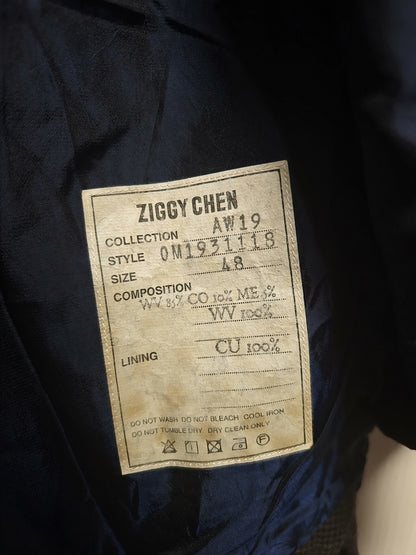 ZIGGY CHEN
COLLECTION AW19
STYLE OM1931118
SIZE 48
COMPOSITION
WV 85% CO 10% ME 5%
WV 100%
LINING CU 100%
DO NOT WASH DO NOT BLEACH COOL IRON
DO NOT TUMBLE DRY DRY CLEAN ONLY
F